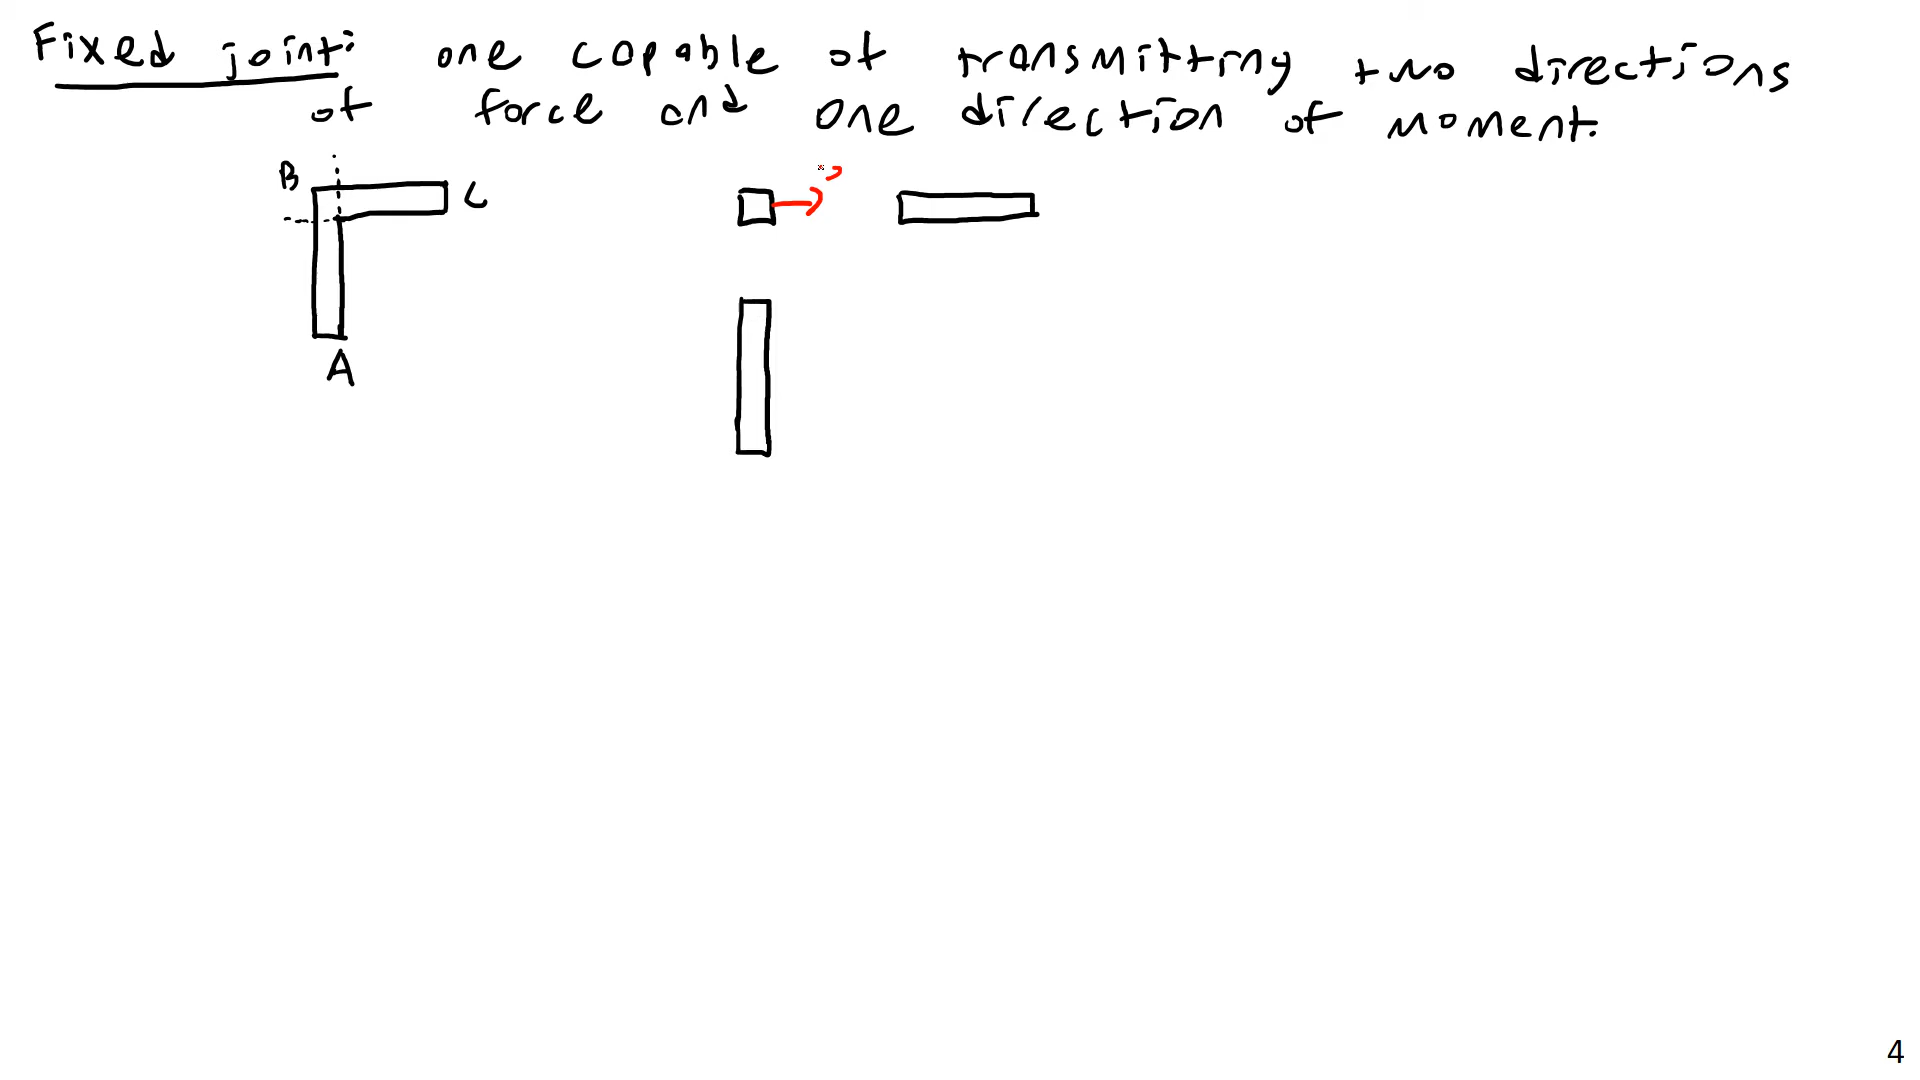 Fixed joint: one capable of transmitting two directions
of force and one direction of moment.
B
C
A
4